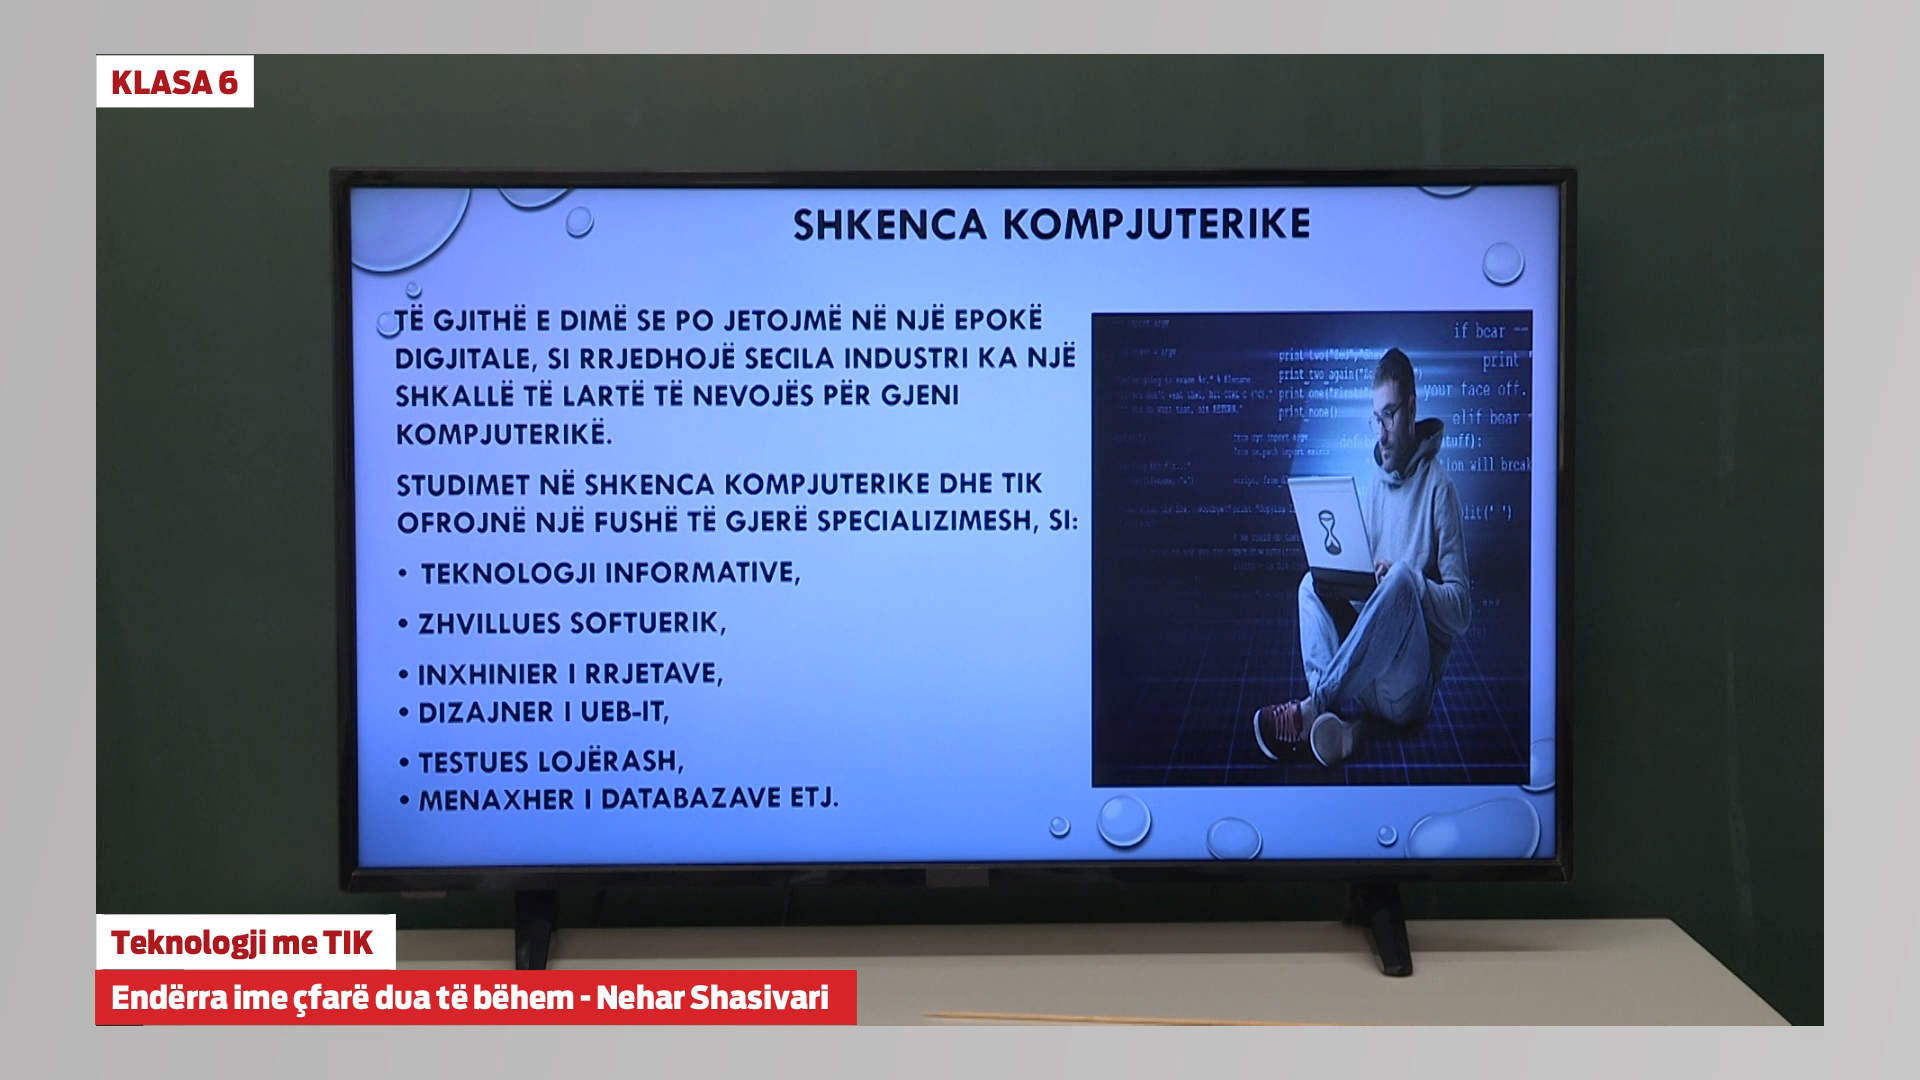 KLASA 6
SHKENCA KOMPJUTERIKE
TË GJITHË E DIMË SE PO JETOJMË NË NJË EPOKË
DIGJITALE, SI RRJEDHOJË SECILA INDUSTRI KA NJË
SHKALLË TË LARTË TË NEVOJËS PËR GJENI
KOMPJUTERIKË.
STUDIMET NË SHKENCA KOMPJUTERIKE DHE TIK
OFROJNË NJË FUSHË TË GJERË SPECIALIZIMESH, SI:
• TEKNOLOGJI INFORMATIVE,
• ZHVILLUES SOFTUERIK,
• INXHINIER I RRJETAVE,
• DIZAJNER I UEB-IT,
• TESTUES LOJËRASH,
• MENAXHER I DATABAZAVE ETJ.
if bear ==
print
your face off.
elif bear
ion will break
Teknologji me TIK
Endërra ime çfarë dua të bëhem - Nehar Shasivari